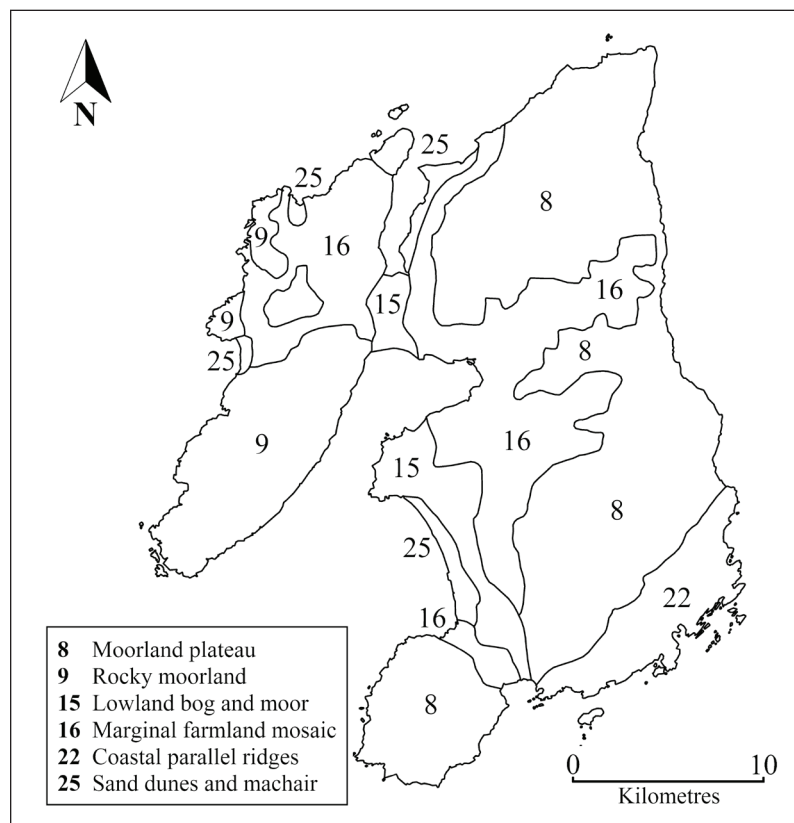 N
25
25
8
9
16
16
15
9
25
8
9
16
15
8
25
22
16
8
8 Moorland plateau
9 Rocky moorland
15 Lowland bog and moor
16 Marginal farmland mosaic
22 Coastal parallel ridges
25 Sand dunes and machair
0 10
Kilometres